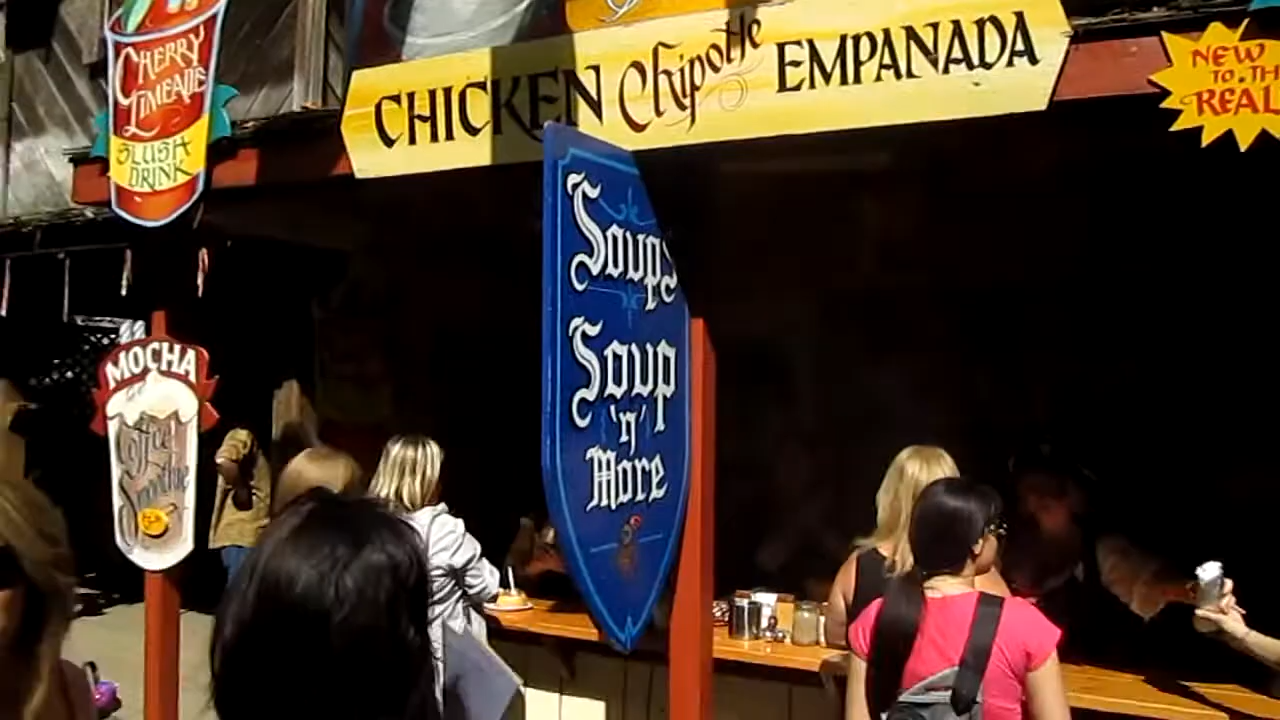 CHERRY
LIMEADE
SLUSH
DRINK
CHICKEN Chipotle EMPANADA
NEW
TO THE
REAL
Soups
Soup
'n'
More
MOCHA
Coffee
Smoothie